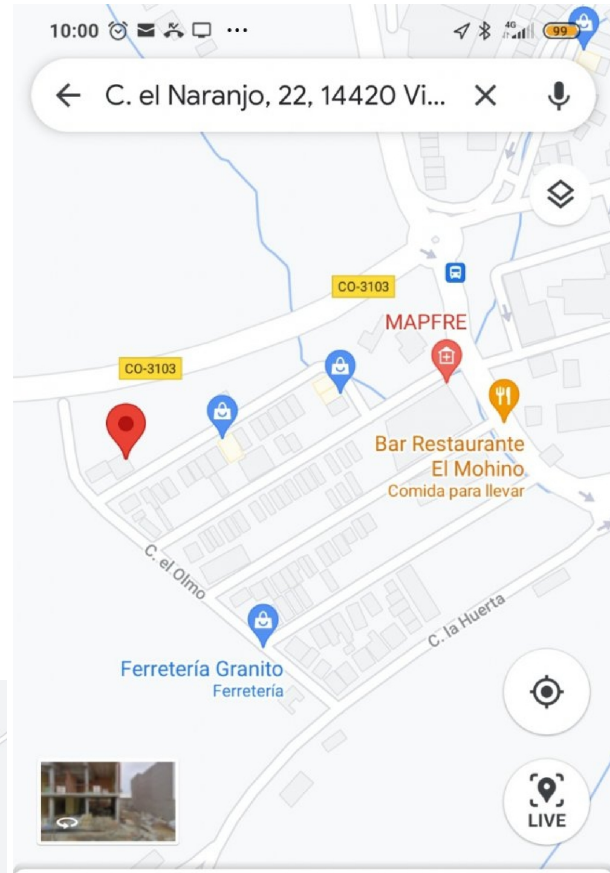 10:00
4G
99
C. el Naranjo, 22, 14420 Vi...
CO-3103
MAPFRE
CO-3103
Bar Restaurante
El Mohino
Comida para llevar
C. el Olmo
C. la Huerta
Ferretería Granito
Ferretería
LIVE